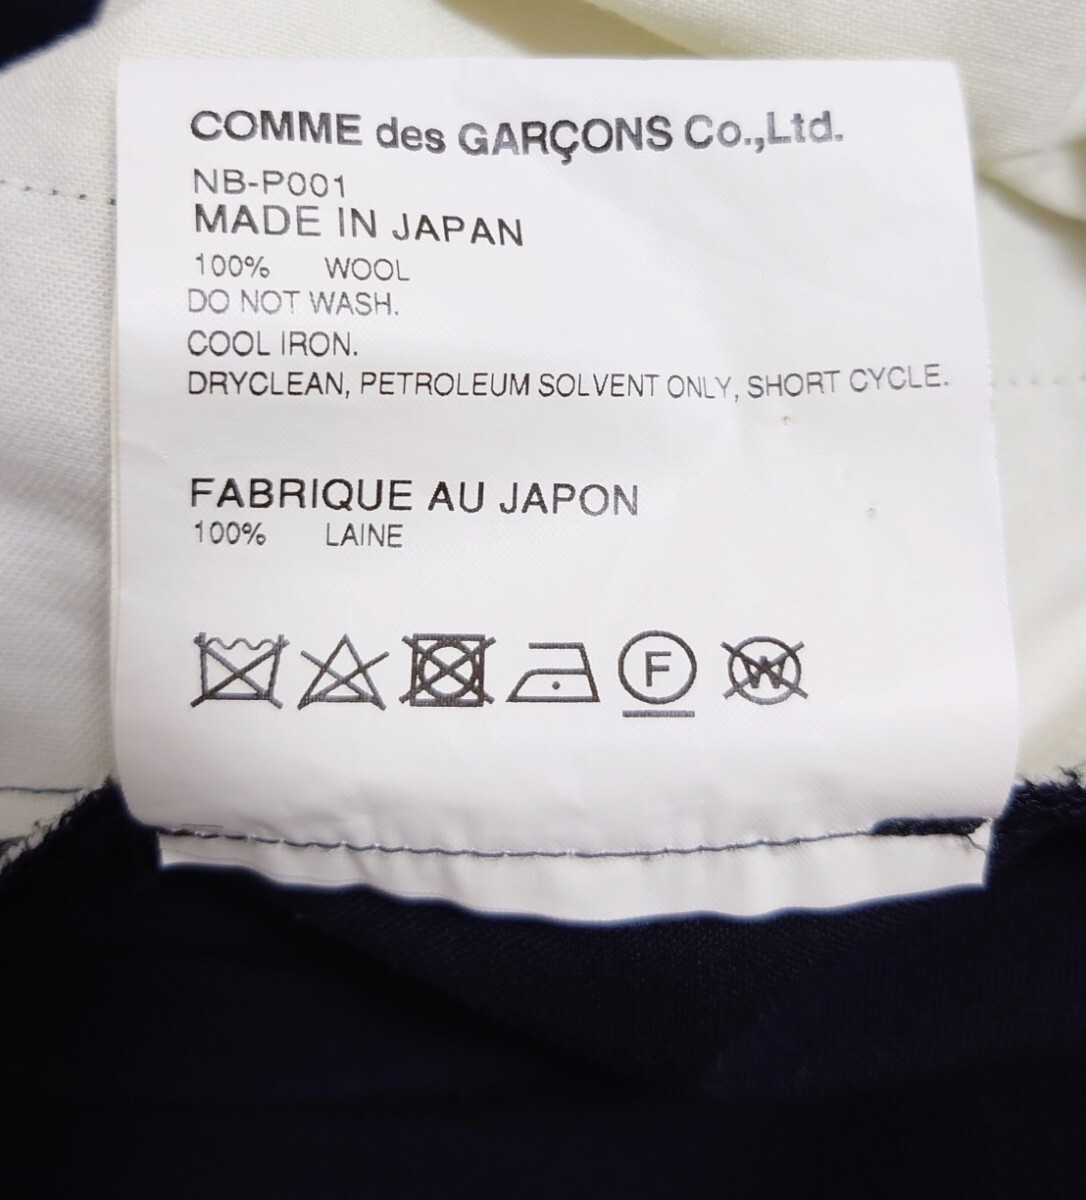 COMME des GARÇONS Co.,Ltd.
NB-P001
MADE IN JAPAN
100% WOOL
DO NOT WASH.
COOL IRON.
DRYCLEAN, PETROLEUM SOLVENT ONLY, SHORT CYCLE.
FABRIQUE AU JAPON
100% LAINE
F W